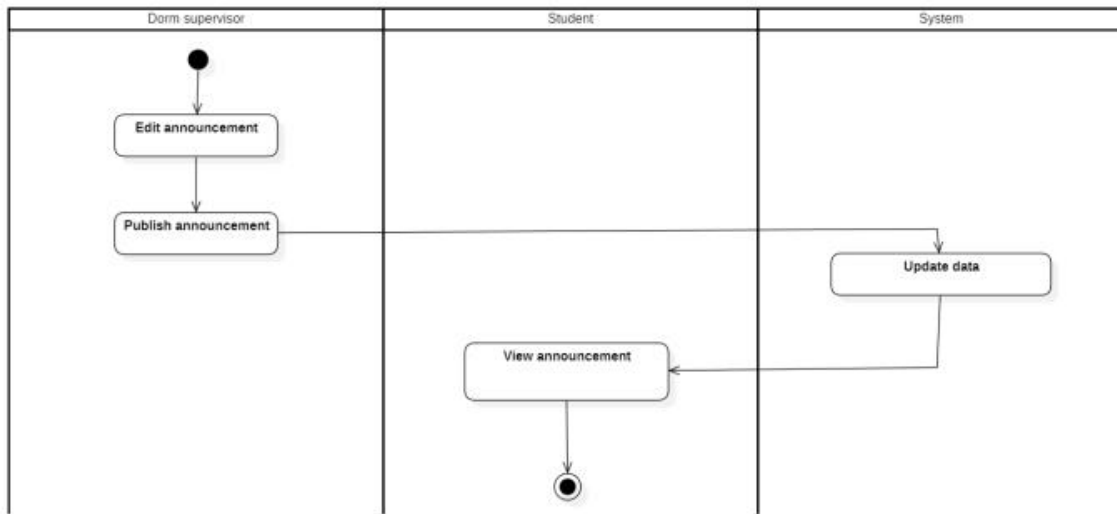 Dorm supervisor
Student
System
Edit announcement
Publish announcement
Update data
View announcement